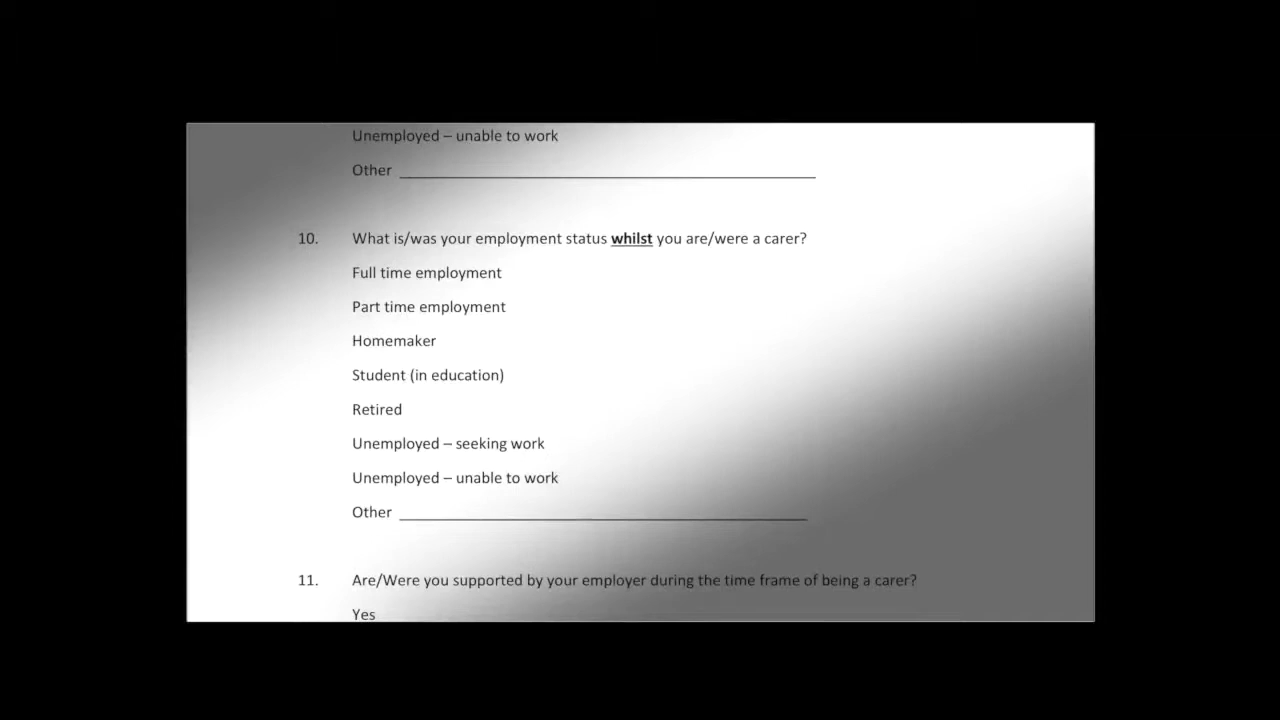 Unemployed – unable to work
Other ____________________
10. What is/was your employment status whilst you are/were a carer?
Full time employment
Part time employment
Homemaker
Student (in education)
Retired
Unemployed – seeking work
Unemployed – unable to work
Other ____________________
11. Are/Were you supported by your employer during the time frame of being a carer?
Yes